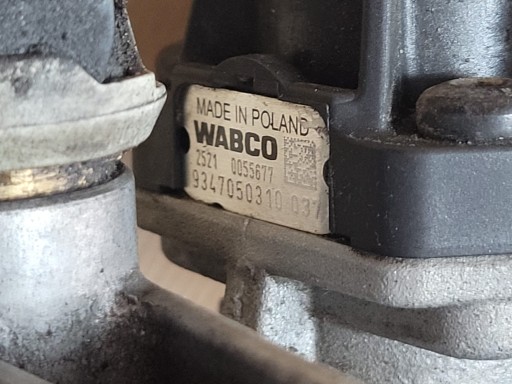 MADE IN POLAND
WABCO
2521 0055677
9347050310